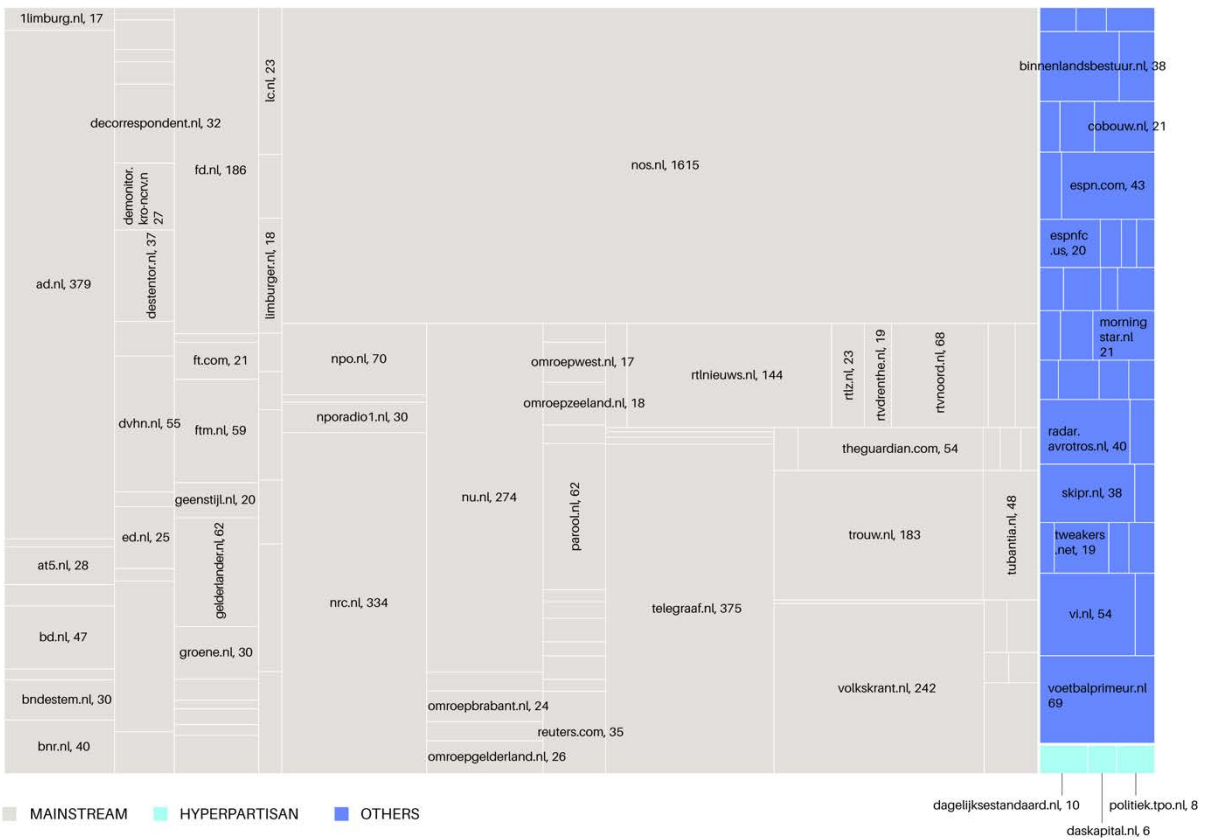 1limburg.nl, 17
ad.nl, 379
at5.nl, 28
bd.nl, 47
bndestem.nl, 30
bnr.nl, 40
decorrespondent.nl, 32
demonitor.
kro-ncrv.n
27
destentor.nl, 37
dvhn.nl, 55
ed.nl, 25
fd.nl, 186
ft.com, 21
ftm.nl, 59
geenstijl.nl, 20
gelderlander.nl, 62
groene.nl, 30
lc.nl, 23
limburger.nl, 18
nos.nl, 1615
npo.nl, 70
nporadio1.nl, 30
nrc.nl, 334
nu.nl, 274
omroepbrabant.nl, 24
omroepgelderland.nl, 26
omroepwest.nl, 17
omroepzeeland.nl, 18
parool.nl, 62
reuters.com, 35
rtlnieuws.nl, 144
rtlz.nl, 23
rtvdrenthe.nl, 19
rtvnoord.nl, 68
telegraaf.nl, 375
theguardian.com, 54
trouw.nl, 183
tubantia.nl, 48
volkskrant.nl, 242
binnenlandsbestuur.nl, 38
cobouw.nl, 21
espn.com, 43
espnfc
.us, 20
morning
star.nl
21
radar.
avrotros.nl, 40
skipr.nl, 38
tweakers
.net, 19
vi.nl, 54
voetbalprimeur.nl
69
dagelijksestandaard.nl, 10
politiek.tpo.nl, 8
daskapital.nl, 6
MAINSTREAM
HYPERPARTISAN
OTHERS